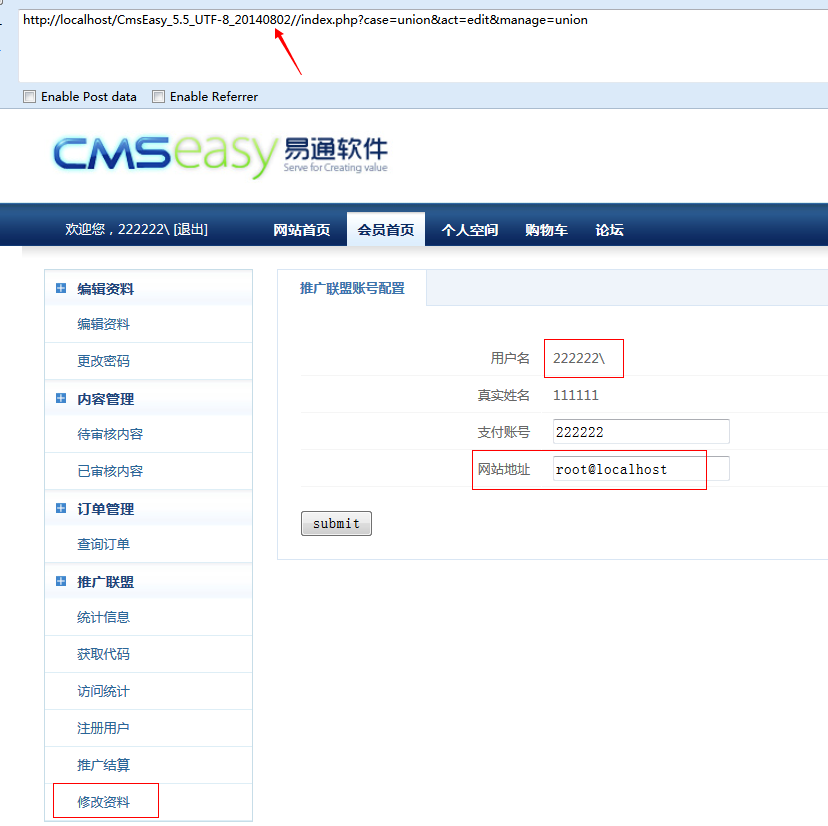 http://localhost/CmsEasy_5.5_UTF-8_20140802//index.php?case=union&act=edit&manage=union
Enable Post data Enable Referrer
CMSeasy 易通软件
Serve for Creating value
欢迎您，222222\ [退出] 网站首页 会员首页 个人空间 购物车 论坛
编辑资料
编辑资料
更改密码
内容管理
待审核内容
已审核内容
订单管理
查询订单
推广联盟
统计信息
获取代码
访问统计
注册用户
推广结算
修改资料
推广联盟账号配置
用户名 222222\
真实姓名 111111
支付账号 222222
网站地址 root@localhost
submit